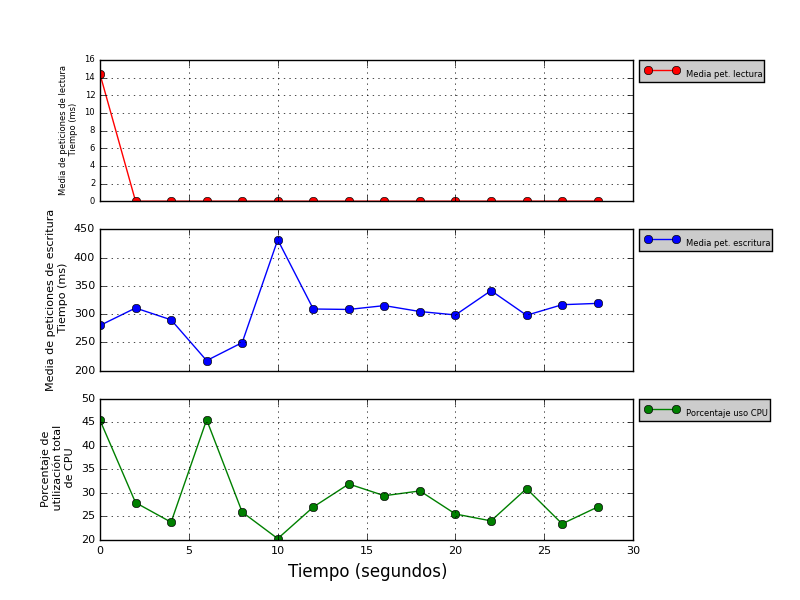 Media de peticiones de lectura
Tiempo (ms)
16
14
12
10
8
6
4
2
0
Media pet. lectura
Media de peticiones de escritura
Tiempo (ms)
450
400
350
300
250
200
Media pet. escritura
Porcentaje de
utilización total
de CPU
50
45
40
35
30
25
20
Porcentaje uso CPU
0 5 10 15 20 25 30
Tiempo (segundos)